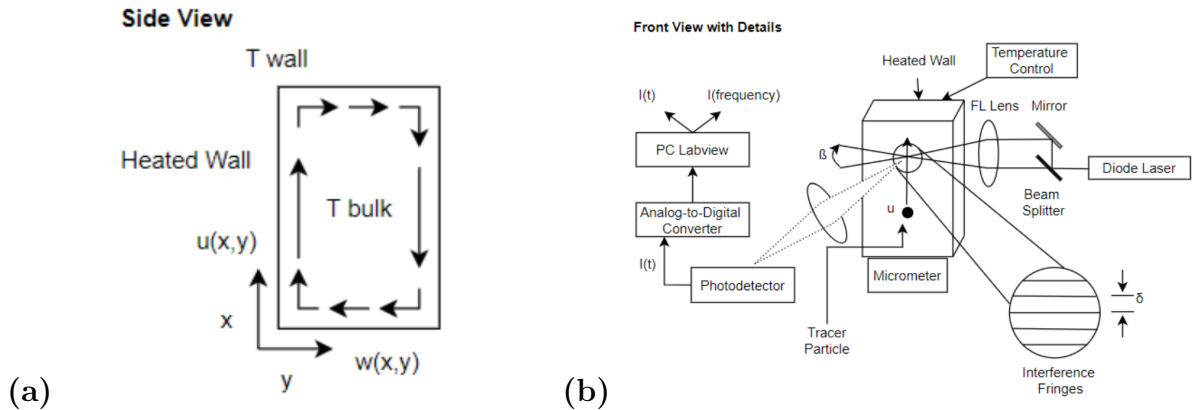 Side View
T wall
Heated Wall
T bulk
u(x,y)
x
y
w(x,y)
(a)
Front View with Details
Heated Wall
Temperature
Control
I(t)
I(frequency)
FL Lens
Mirror
PC Labview
ß
Diode Laser
Beam
Splitter
Analog-to-Digital
Converter
u
I(t)
Photodetector
Micrometer
δ
Tracer
Particle
Interference
Fringes
(b)